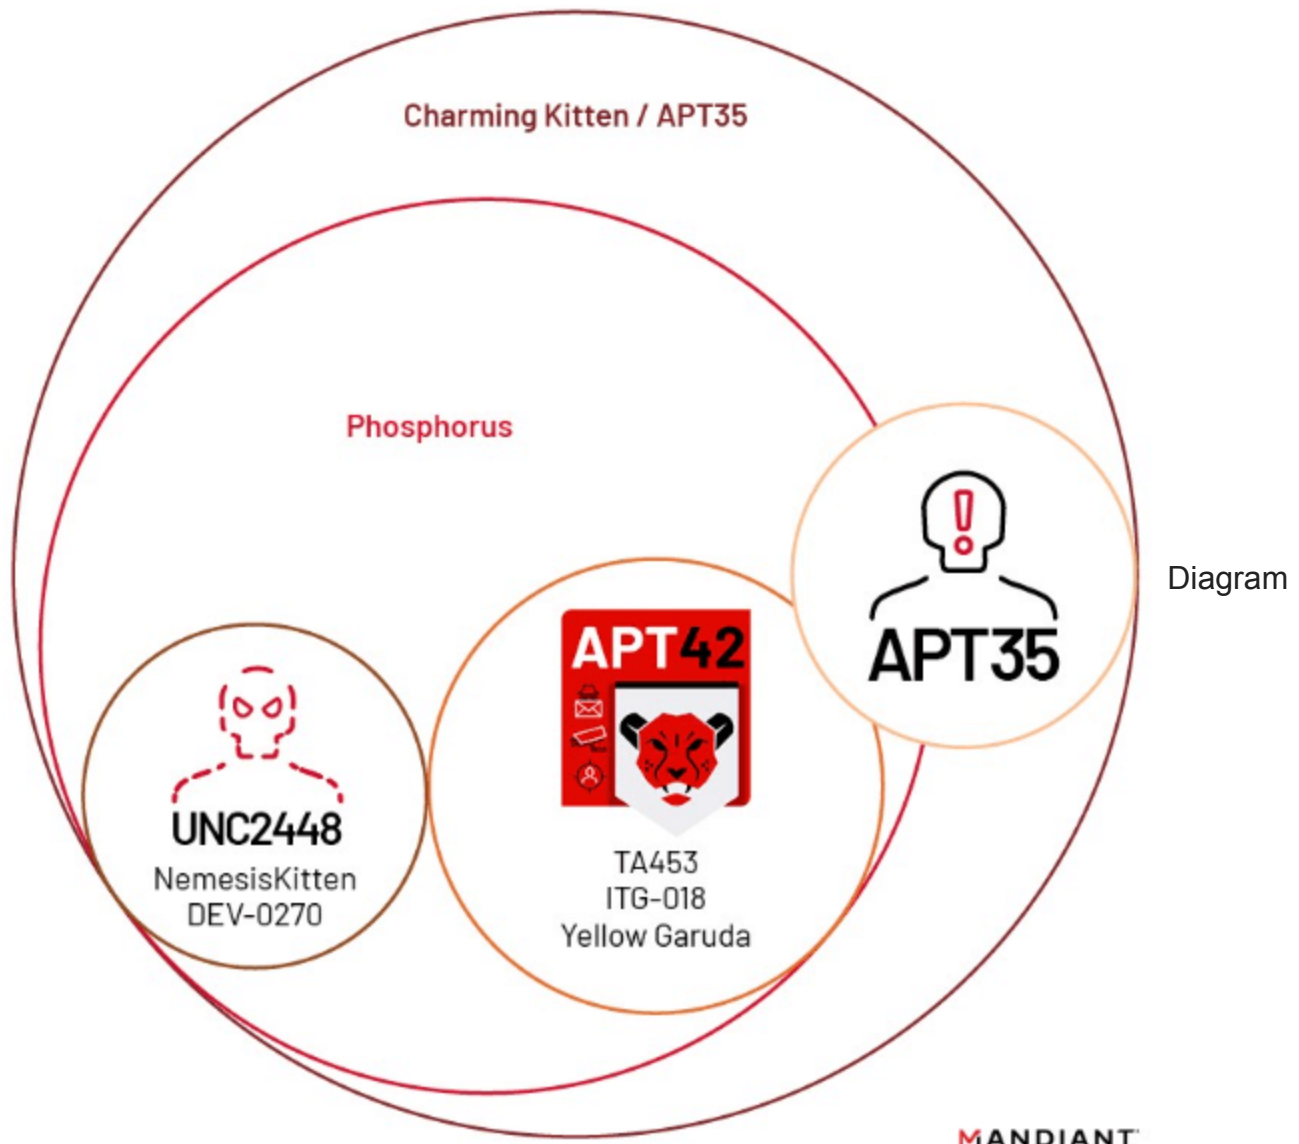 Charming Kitten / APT35
Phosphorus
APT35
Diagram
APT42
UNC2448
NemesisKitten
DEV-0270
TA453
ITG-018
Yellow Garuda
MANDIANT